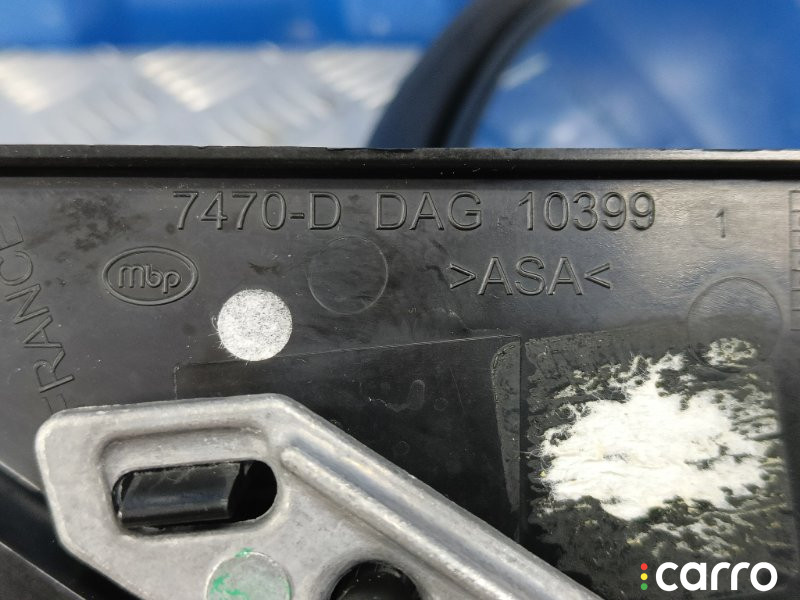 7470-D DAG 10399 1
mbp >ASA<
FRANCE
carro